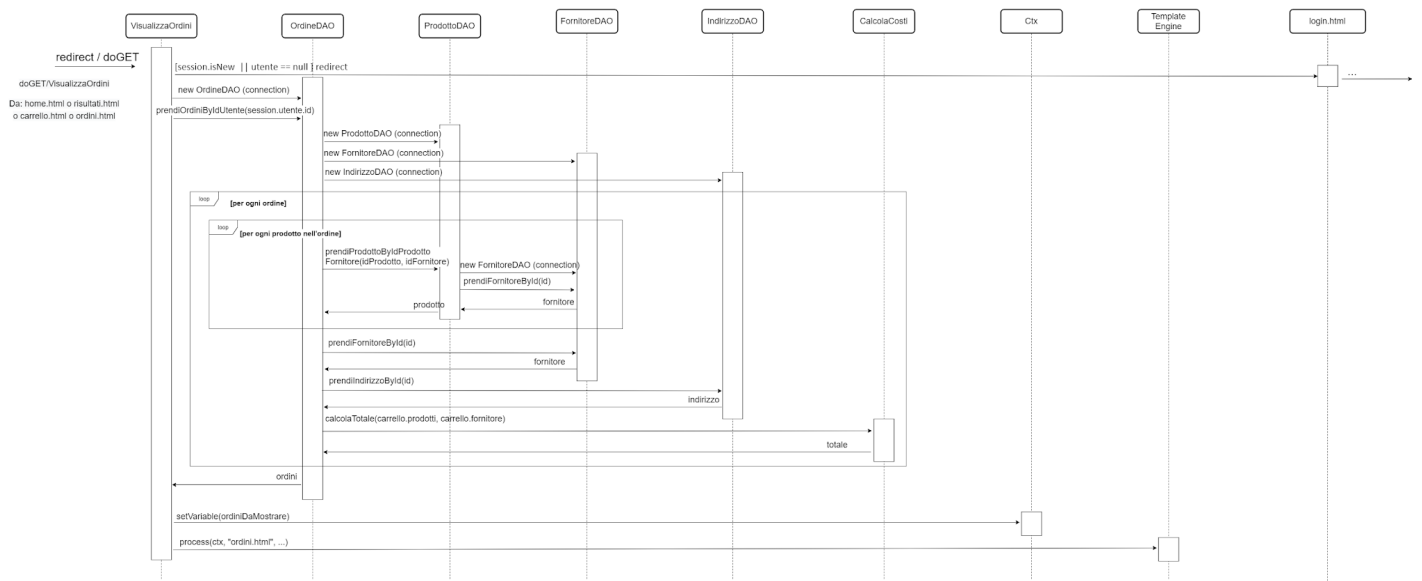 VisualizzaOrdini
OrdineDAO
ProdottoDAO
FornitoreDAO
IndirizzoDAO
CalcolaCosti
Ctx
Template
Engine
login.html
redirect / doGET
[session.isNew || utente == null ] redirect
...
doGET/VisualizzaOrdini
new OrdineDAO (connection)
Da: home.html o risultati.html
o carrello.html o ordini.html
prendiOrdiniByIdUtente(session.utente.id)
new ProdottoDAO (connection)
new FornitoreDAO (connection)
new IndirizzoDAO (connection)
loop
[per ogni ordine]
loop
[per ogni prodotto nell'ordine]
prendiProdottoByIdProdotto
Fornitore(idProdotto, idFornitore)
new FornitoreDAO (connection)
prendiFornitoreById(id)
fornitore
prodotto
prendiFornitoreById(id)
fornitore
prendiIndirizzoById(id)
indirizzo
calcolaTotale(carrello.prodotti, carrello.fornitore)
totale
ordini
setVariable(ordiniDaMostrare)
process(ctx, "ordini.html", ...)